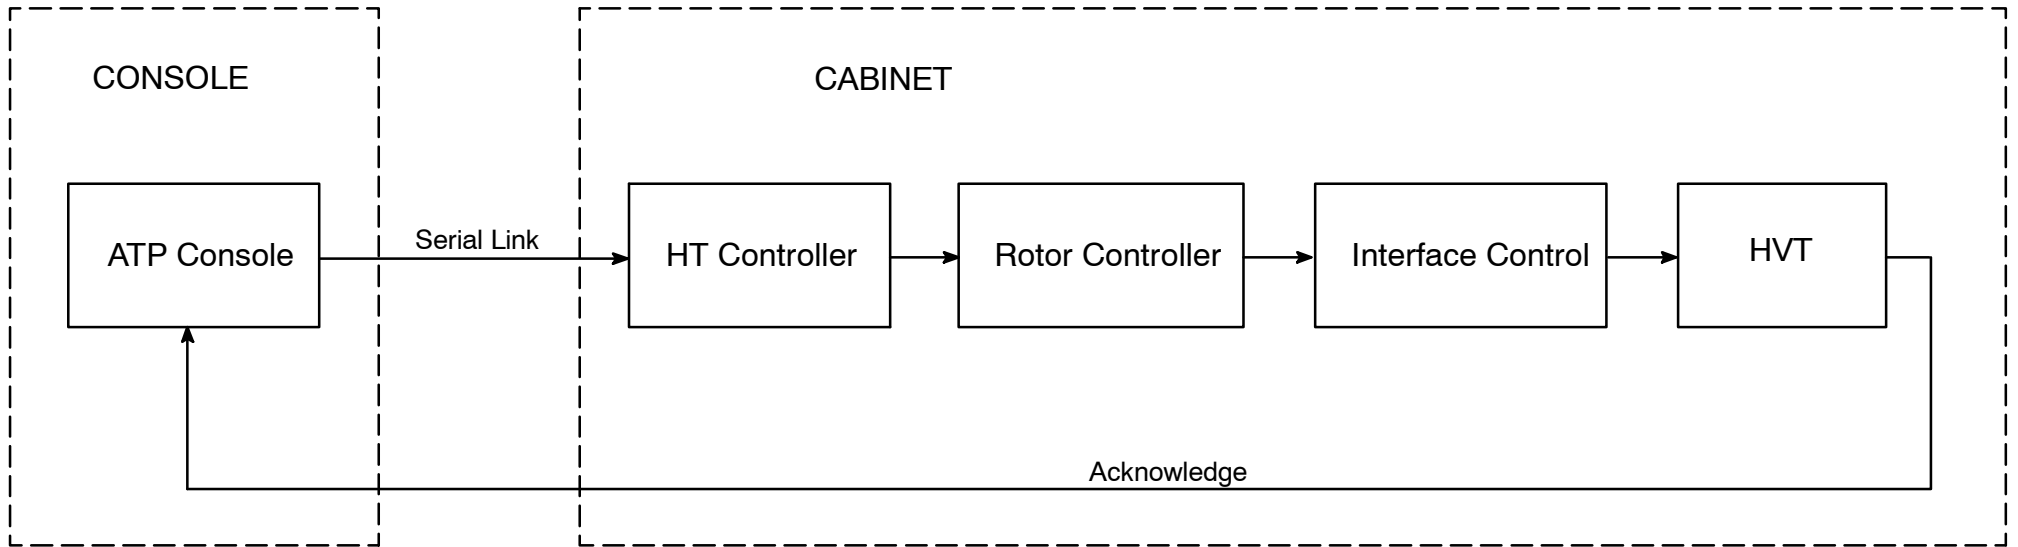 CONSOLE
CABINET
ATP Console
Serial Link
HT Controller
Rotor Controller
Interface Control
HVT
Acknowledge